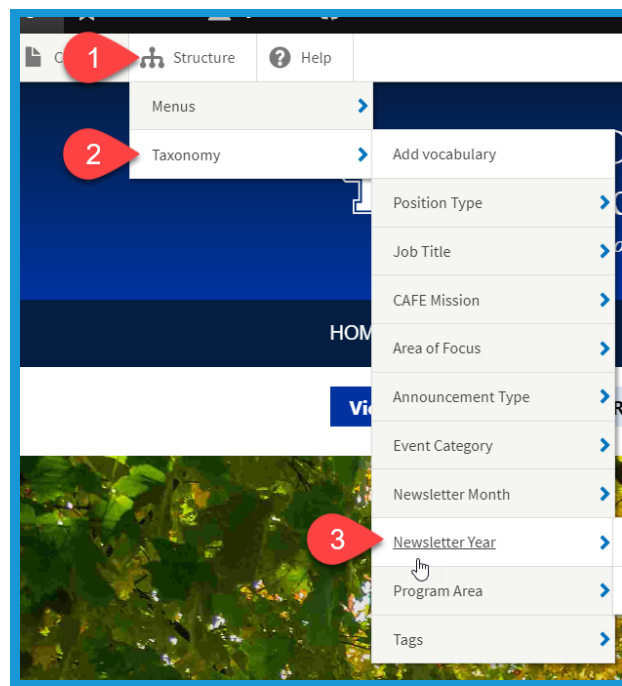 1
Structure
Help
Menus
2
Taxonomy
Add vocabulary
Position Type
Job Title
CAFE Mission
HOM
Area of Focus
Vie
Announcement Type
R
Event Category
Newsletter Month
3
Newsletter Year
Program Area
Tags